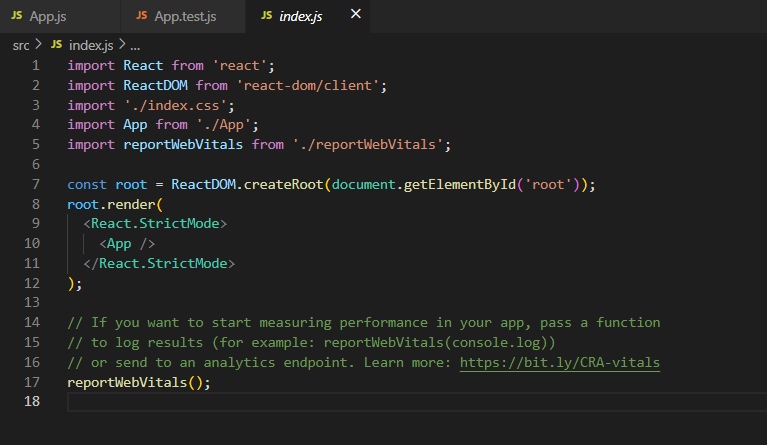 JS App.js
JS App.test.js
JS index.js ×
src > JS index.js > ...
1 import React from 'react';
2 import ReactDOM from 'react-dom/client';
3 import './index.css';
4 import App from './App';
5 import reportWebVitals from './reportWebVitals';
6
7 const root = ReactDOM.createRoot(document.getElementById('root'));
8 root.render(
9   <React.StrictMode>
10     <App />
11   </React.StrictMode>
12 );
13
14 // If you want to start measuring performance in your app, pass a function
15 // to log results (for example: reportWebVitals(console.log))
16 // or send to an analytics endpoint. Learn more: https://bit.ly/CRA-vitals
17 reportWebVitals();
18